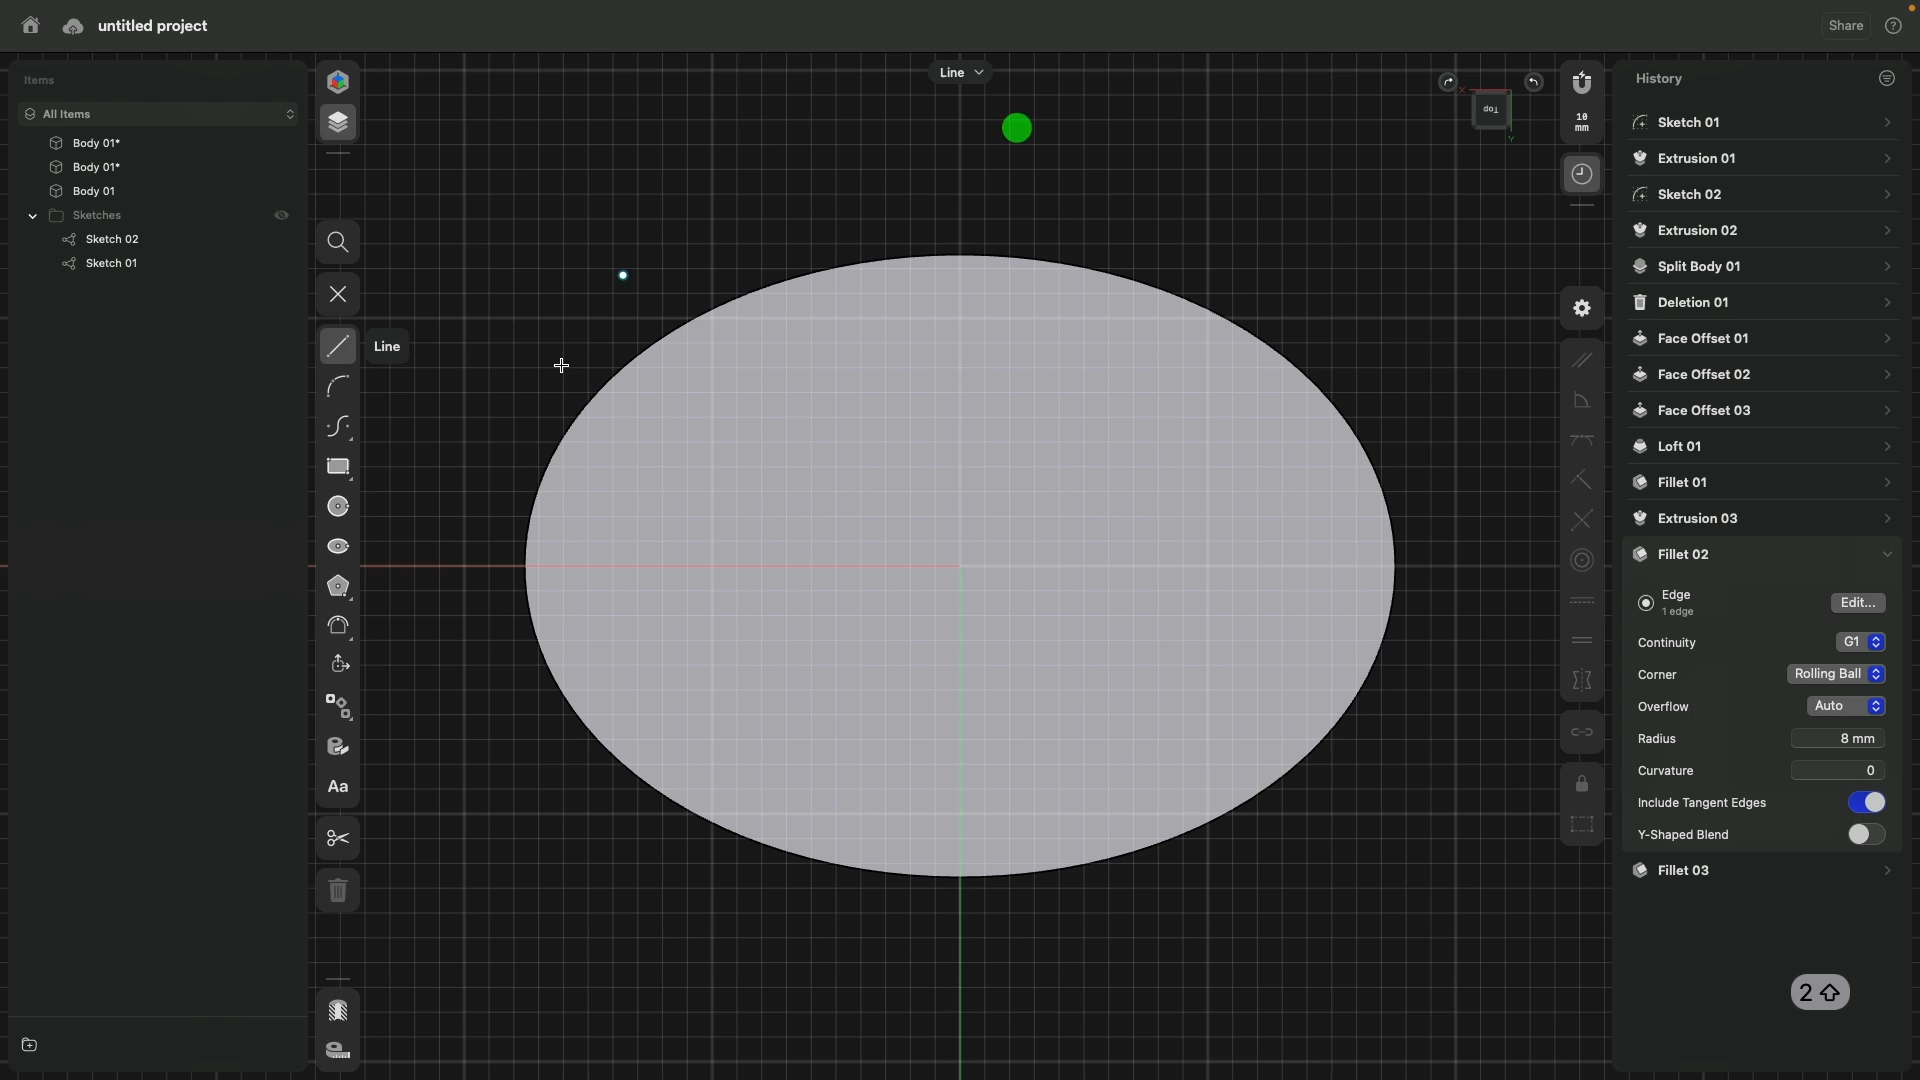 untitled project
Share
Items
All Items
Body 01*
Body 01*
Body 01
Sketches
Sketch 02
Sketch 01
Line
Line
Aa
X
Top
Y
10
mm
History
Sketch 01
Extrusion 01
Sketch 02
Extrusion 02
Split Body 01
Deletion 01
Face Offset 01
Face Offset 02
Face Offset 03
Loft 01
Fillet 01
Extrusion 03
Fillet 02
Edge
1 edge
Edit...
Continuity
G1
Corner
Rolling Ball
Overflow
Auto
Radius
8 mm
Curvature
0
Include Tangent Edges
Y-Shaped Blend
Fillet 03
2